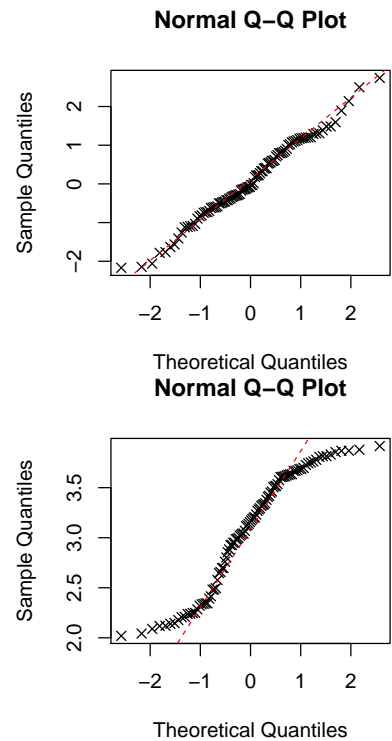 Normal Q−Q Plot
Sample Quantiles
2
1
0
−2
−2 −1 0 1 2
Theoretical Quantiles
Normal Q−Q Plot
Sample Quantiles
3.5
3.0
2.5
2.0
−2 −1 0 1 2
Theoretical Quantiles